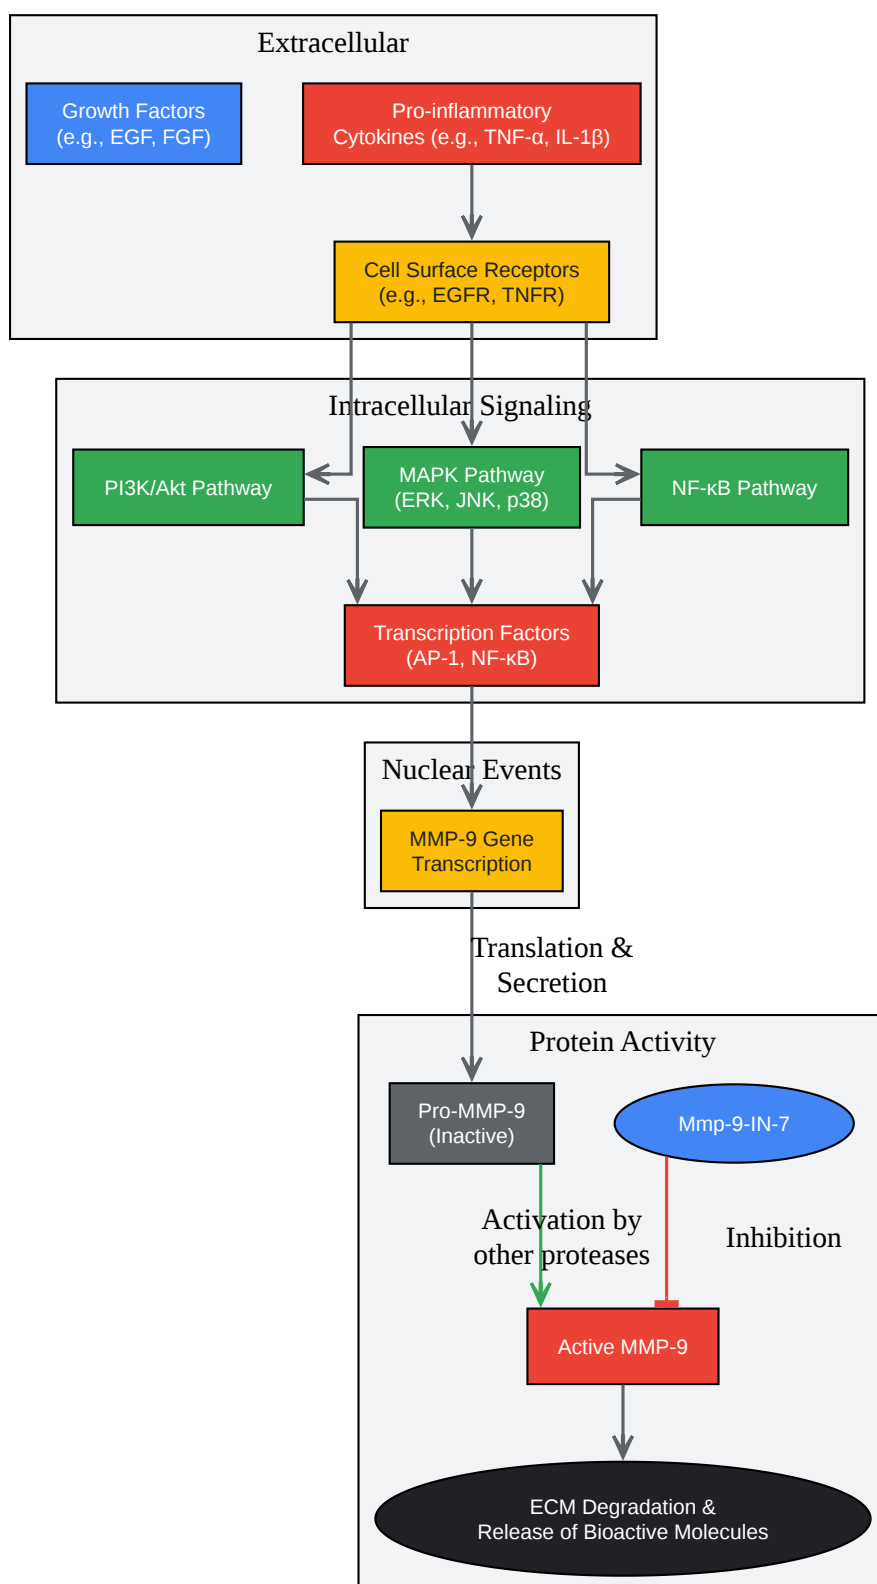 Extracellular
Growth Factors
(e.g., EGF, FGF)
Pro-inflammatory
Cytokines (e.g., TNF-α, IL-1β)
Cell Surface Receptors
(e.g., EGFR, TNFR)
Intracellular Signaling
PI3K/Akt Pathway
MAPK Pathway
(ERK, JNK, p38)
NF-κB Pathway
Transcription Factors
(AP-1, NF-κB)
Nuclear Events
MMP-9 Gene
Transcription
Translation &
Secretion
Protein Activity
Pro-MMP-9
(Inactive)
Mmp-9-IN-7
Activation by
other proteases
Inhibition
Active MMP-9
ECM Degradation &
Release of Bioactive Molecules